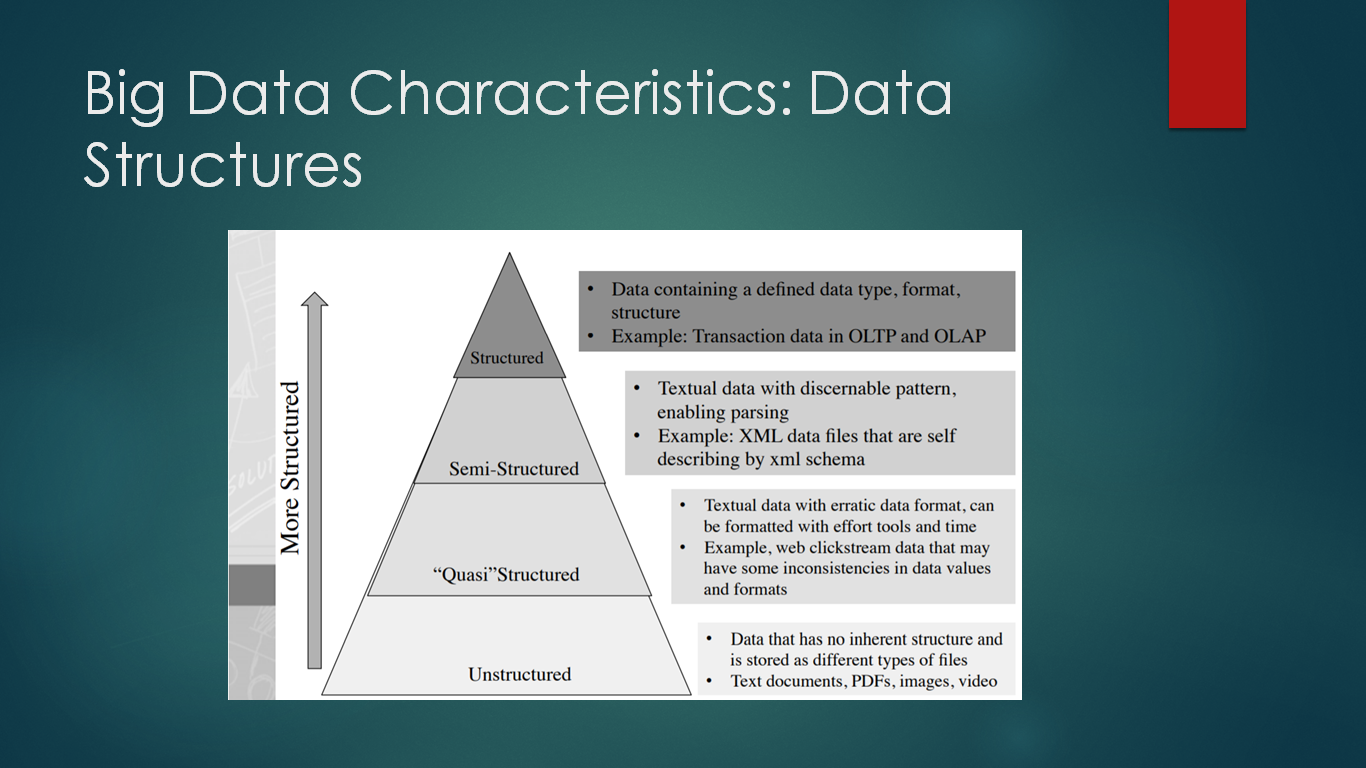 Big Data Characteristics: Data
Structures
More Structured
Structured
• Data containing a defined data type, format,
structure
• Example: Transaction data in OLTP and OLAP
Semi-Structured
• Textual data with discernable pattern,
enabling parsing
• Example: XML data files that are self
describing by xml schema
“Quasi”Structured
• Textual data with erratic data format, can
be formatted with effort tools and time
• Example, web clickstream data that may
have some inconsistencies in data values
and formats
Unstructured
• Data that has no inherent structure and
is stored as different types of files
• Text documents, PDFs, images, video